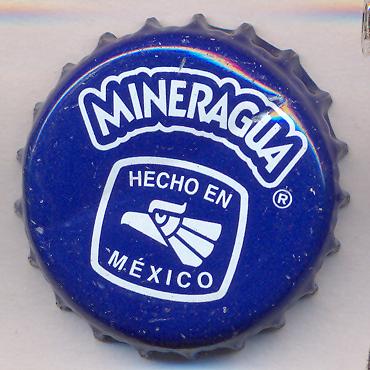 MINERAGUA
®
HECHO EN
MÉXICO